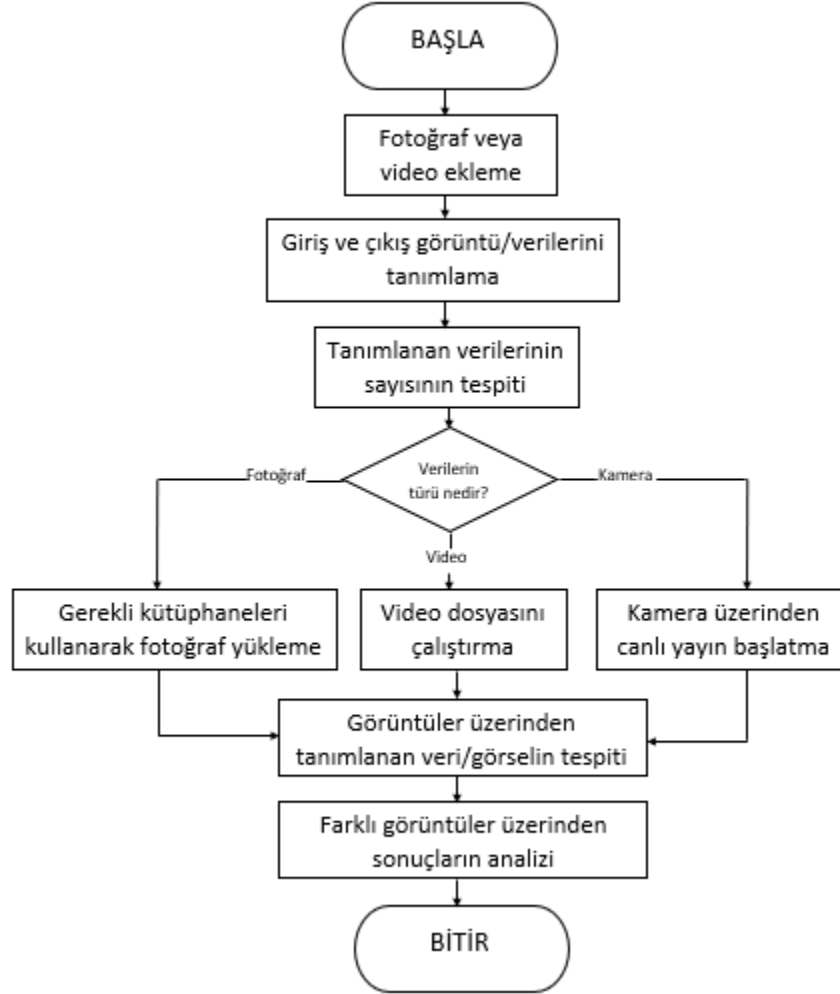 BAŞLA
Fotoğraf veya
video ekleme
Giriş ve çıkış görüntü/verilerini
tanımlama
Tanımlanan verilerinin
sayısının tespiti
Verilerin
türü nedir?
Fotoğraf
Kamera
Video
Gerekli kütüphaneleri
kullanarak fotoğraf yükleme
Video dosyasını
çalıştırma
Kamera üzerinden
canlı yayın başlatma
Görüntüler üzerinden
tanımlanan veri/görselin tespiti
Farklı görüntüler üzerinden
sonuçların analizi
BİTİR